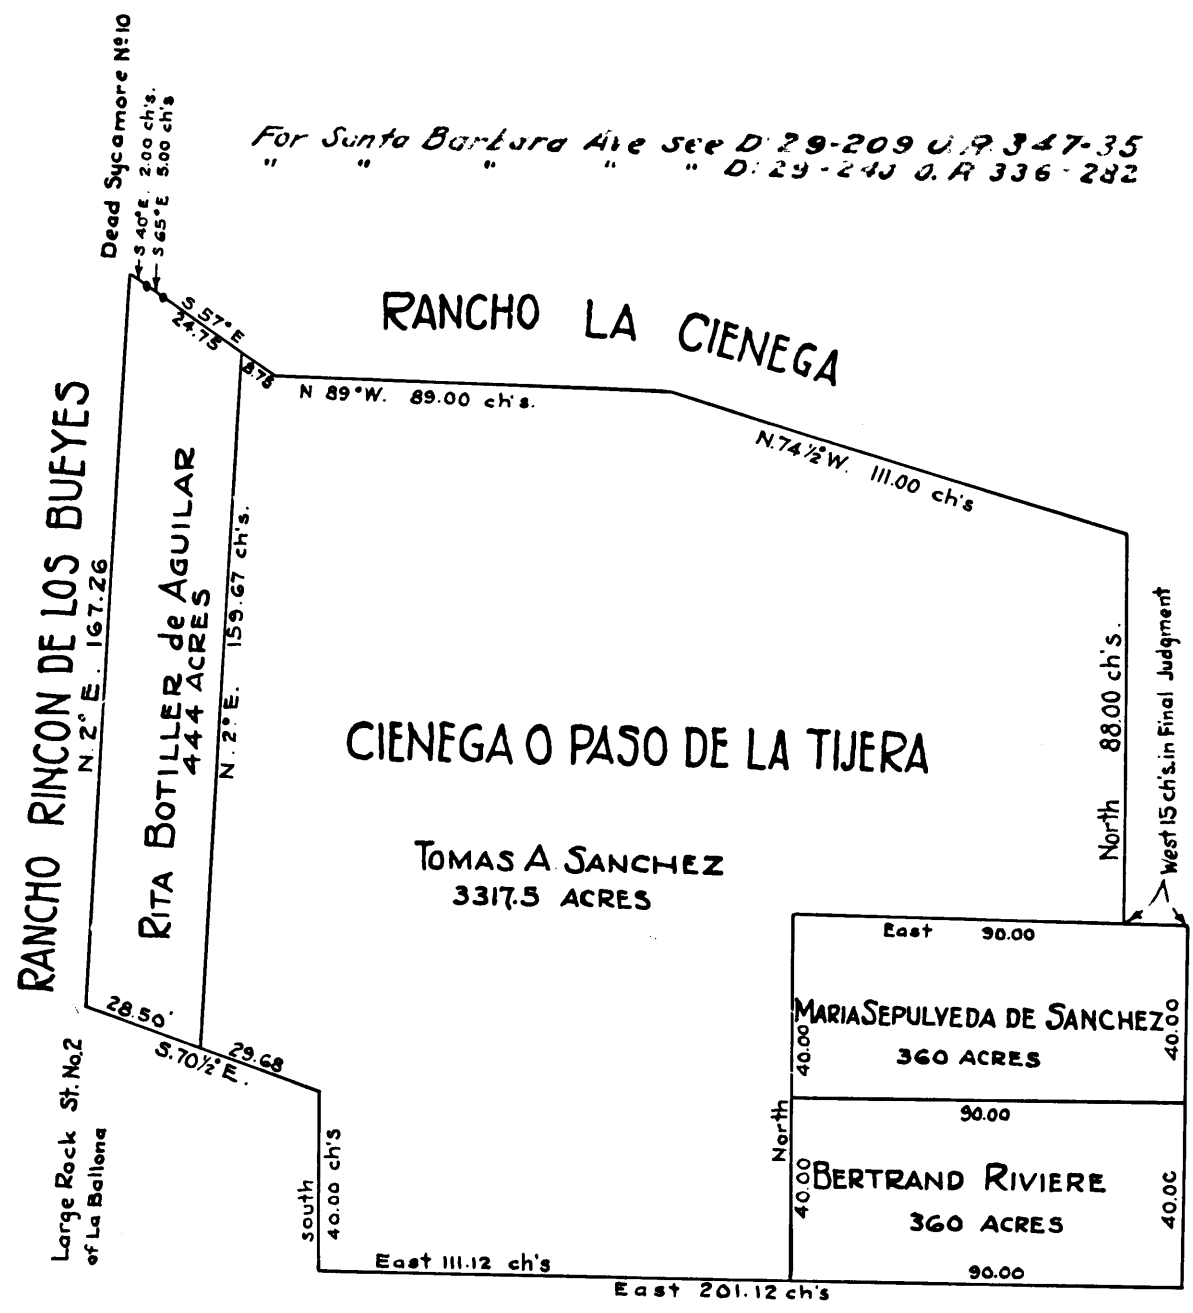 Dead Sycamore No 10
S 40° E. 2.00 ch's.
S 65° E 5.00 ch's
For Santa Barbara Ave see D 29-209 O.R. 347-35
" " " " " D: 29-240 O.R 336-282
S 57° E
24.75
8.75
RANCHO LA CIENEGA
N 89° W. 89.00 ch's.
N. 74 ½° W. 111.00 ch's
RANCHO RINCON DE LOS BUEYES
N. 2° E. 167.26
RITA BOTILLER de AGUILAR
444 ACRES
N. 2° E. 159.67 ch's.
CIENEGA O PASO DE LA TIJERA
TOMAS A. SANCHEZ
3317.5 ACRES
North 88.00 ch's.
West 15 ch's. in Final Judgment
East 90.00
MARIA SEPULVEDA DE SANCHEZ
360 ACRES
40.00
40.00
90.00
North
BERTRAND RIVIERE
360 ACRES
40.00
40.00
90.00
28.50'
29.68
S. 70½° E.
Large Rock St. No. 2
of La Ballona
South
40.00 ch's
East 111.12 ch's
East 201.12 ch's